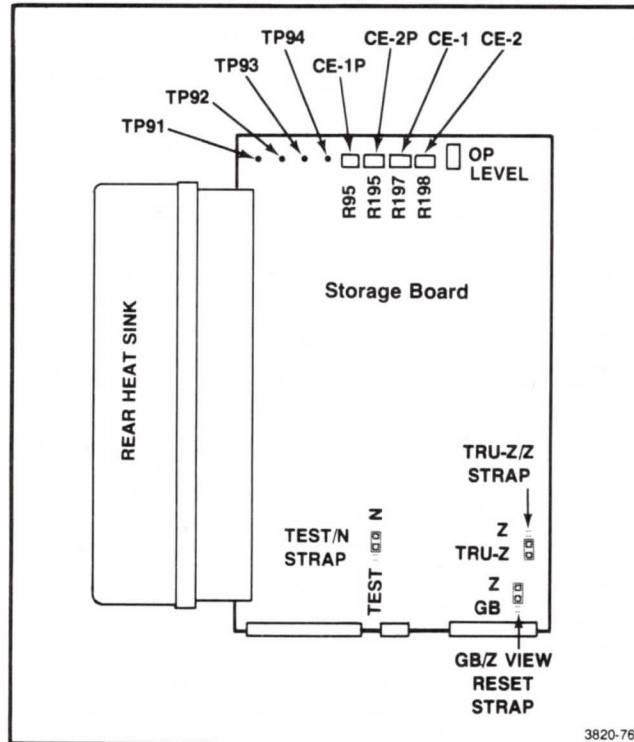 TP94
CE-2P CE-1 CE-2
TP93
CE-1P
TP92
TP91
OP
LEVEL
R95
R195
R197
R198
Storage Board
REAR HEAT SINK
TRU-Z/Z
STRAP
TEST/N
STRAP
N
TEST
Z
TRU-Z
Z
GB
GB/Z VIEW
RESET
STRAP
3820-76